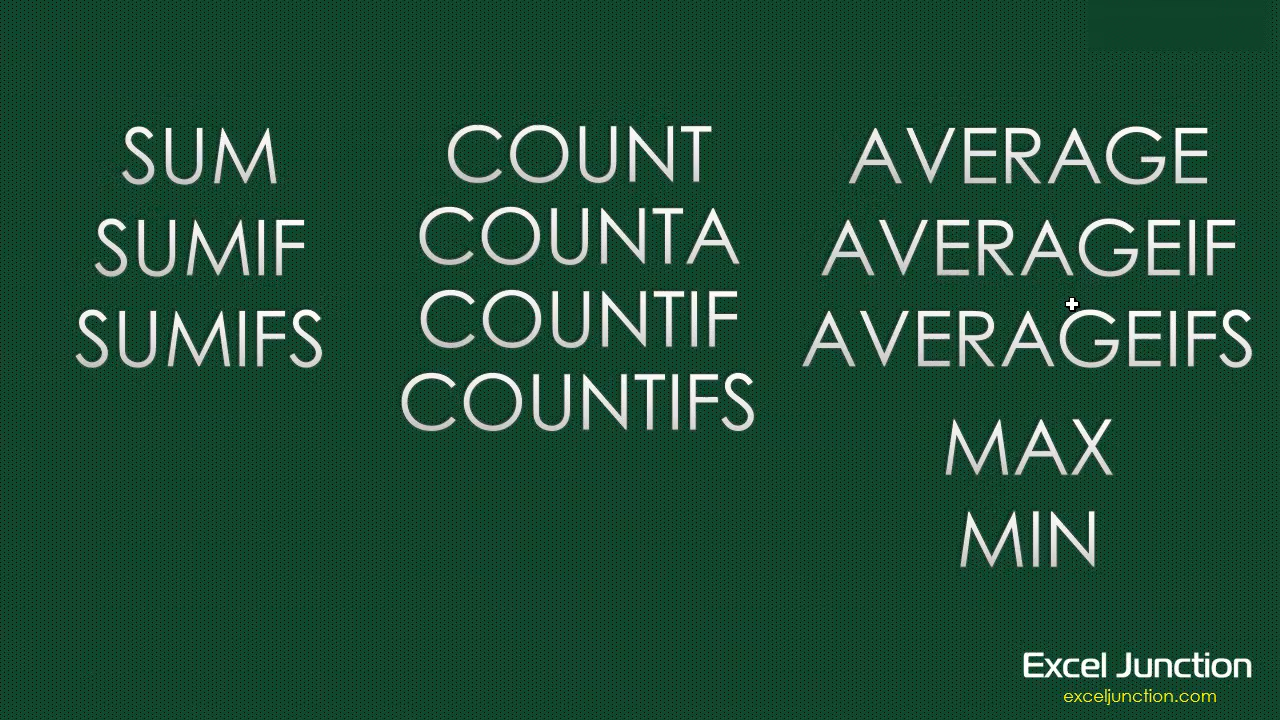 SUM
SUMIF
SUMIFS
COUNT
COUNTA
COUNTIF
COUNTIFS
AVERAGE
AVERAGEIF
AVERAGEIFS
MAX
MIN
Excel Junction
exceljunction.com